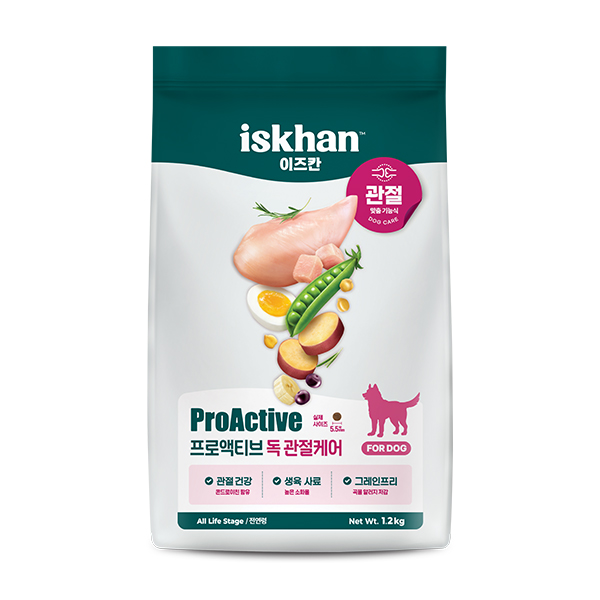 iskhan™
이즈칸
관절
맞춤 기능식
DOG CARE
ProActive
실제
사이즈
5.5mm
프로액티브 독 관절케어
FOR DOG
관절 건강
콘드로이친 함유
생육 사료
높은 소화율
그레인프리
곡물 알러지 저감
All Life Stage / 전연령
Net Wt. 1.2kg